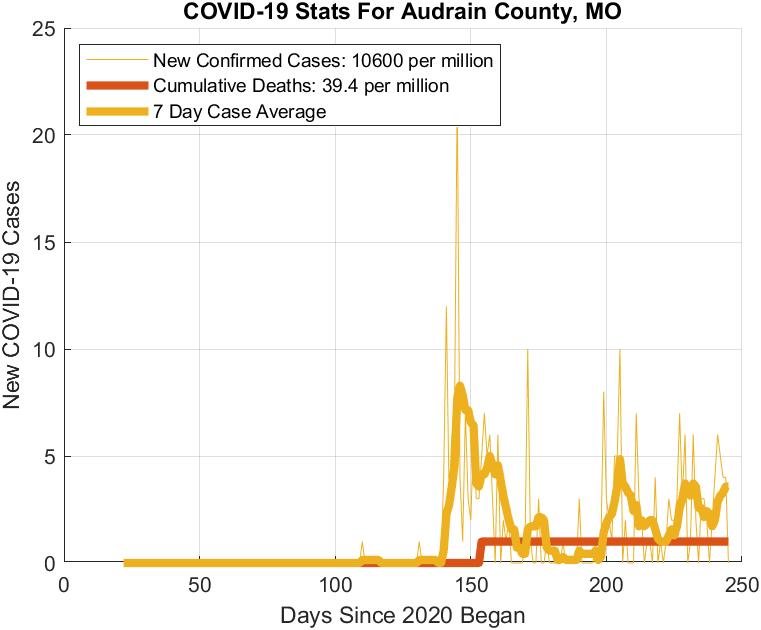 COVID-19 Stats For Audrain County, MO
New Confirmed Cases: 10600 per million
Cumulative Deaths: 39.4 per million
7 Day Case Average
New COVID-19 Cases
25
20
15
10
5
0
0 50 100 150 200 250
Days Since 2020 Began